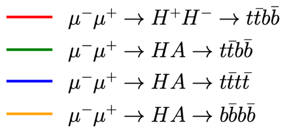 μ⁻μ⁺ → H⁺H⁻ → tt̄bb̄
μ⁻μ⁺ → HA → tt̄bb̄
μ⁻μ⁺ → HA → tt̄tt̄
μ⁻μ⁺ → HA → bb̄bb̄